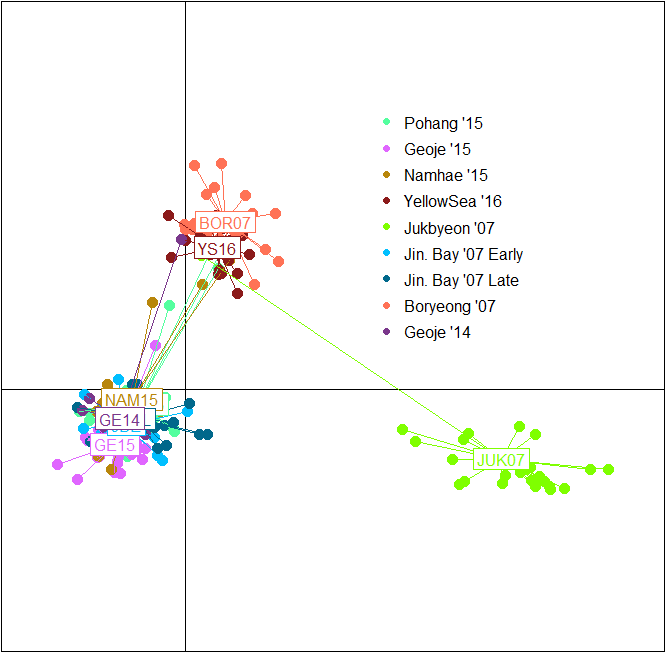 Pohang '15
Geoje '15
Namhae '15
YellowSea '16
Jukbyeon '07
Jin. Bay '07 Early
Jin. Bay '07 Late
Boryeong '07
Geoje '14
BOR07
YS16
NAM15
GE14
GE15
JUK07